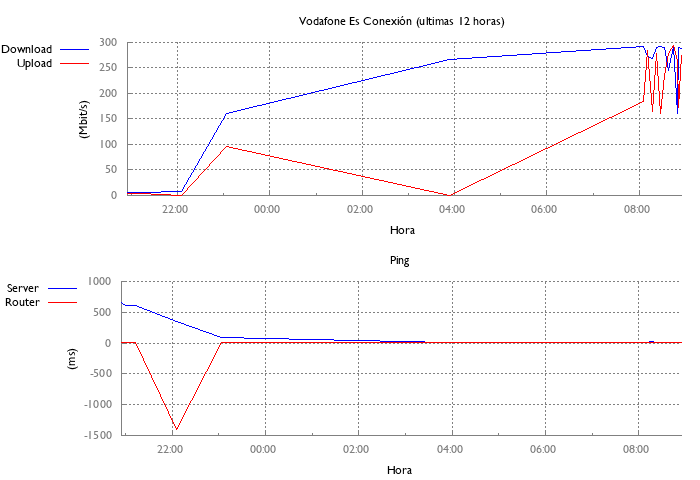 Vodafone Es Conexión (ultimas 12 horas)
Download
Upload
300
250
200
150
100
50
0
(Mbit/s)
22:00 00:00 02:00 04:00 06:00 08:00
Hora
Ping
Server
Router
1000
500
0
-500
-1000
-1500
(ms)
22:00 00:00 02:00 04:00 06:00 08:00
Hora